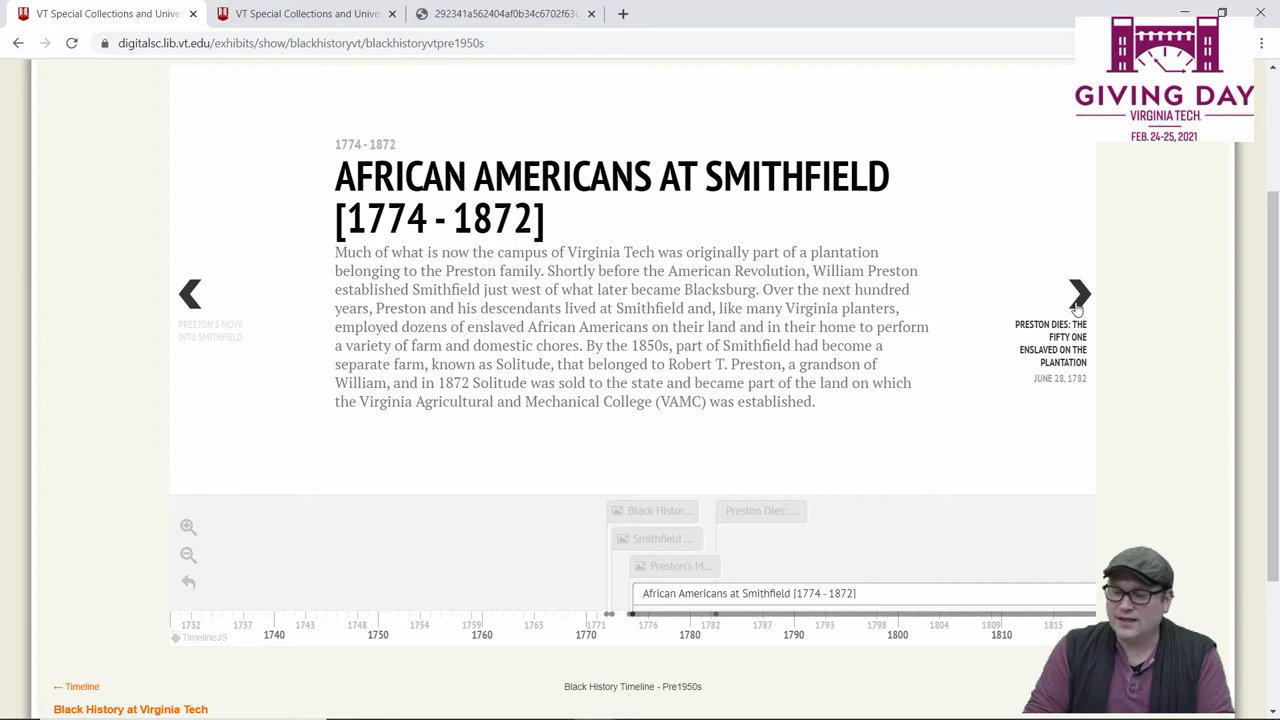 VT Special Collections and Univer
VT Special Collections and Univer
292341a562404af0b34c6702f63c
digitalsc.lib.vt.edu/exhibits/show/blackhistoryvt/blackhistoryvtpre1950s
GIVING DAY
VIRGINIA TECH.
FEB. 24-25, 2021
1774 - 1872
AFRICAN AMERICANS AT SMITHFIELD
[1774 - 1872]
Much of what is now the campus of Virginia Tech was originally part of a plantation
belonging to the Preston family. Shortly before the American Revolution, William Preston
established Smithfield just west of what later became Blacksburg. Over the next hundred
years, Preston and his descendants lived at Smithfield and, like many Virginia planters,
employed dozens of enslaved African Americans on their land and in their home to perform
a variety of farm and domestic chores. By the 1850s, part of Smithfield had become a
separate farm, known as Solitude, that belonged to Robert T. Preston, a grandson of
William, and in 1872 Solitude was sold to the state and became part of the land on which
the Virginia Agricultural and Mechanical College (VAMC) was established.
PRESTON'S MOVE
INTO SMITHFIELD
PRESTON DIES: THE
FIFTY ONE
ENSLAVED ON THE
PLANTATION
JUNE 28, 1782
Black Histor...
Preston Dies: ...
Smithfield ...
Preston's M...
African Americans at Smithfield [1774 - 1872]
1732 1737 1743 1748 1754 1759 1765 1771 1776 1782 1787 1793 1798 1804 1809 1815
1740 1750 1760 1770 1780 1790 1800 1810
TimelineJS
← Timeline
Black History Timeline - Pre1950s
Black History at Virginia Tech